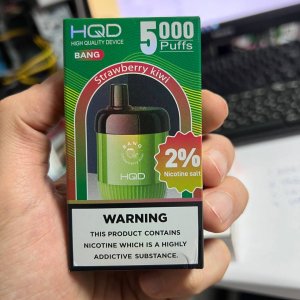 HQD
HIGH QUALITY DEVICE
BANG
5000
Puffs
Strawberry kiwi
BANG
HQD
2%
Nicotine salt
WARNING
THIS PRODUCT CONTAINS
NICOTINE WHICH IS A HIGHLY
ADDICTIVE SUBSTANCE.